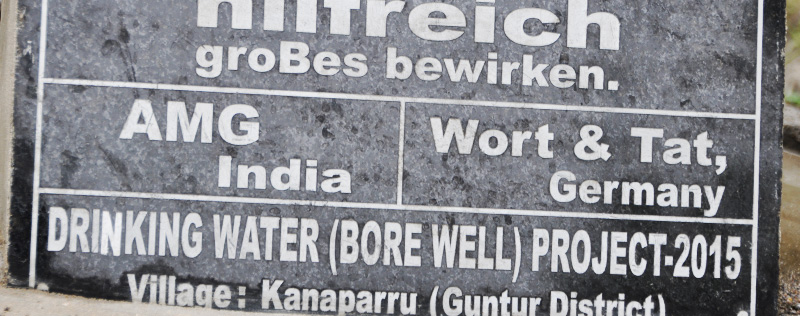 hilfreich
groBes bewirken.
AMG
India
Wort & Tat,
Germany
DRINKING WATER (BORE WELL) PROJECT-2015
Village: Kanaparru (Guntur District)